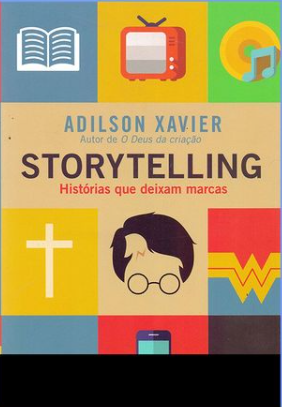 ADILSON XAVIER
Autor de O Deus da criação
STORYTELLING
Histórias que deixam marcas